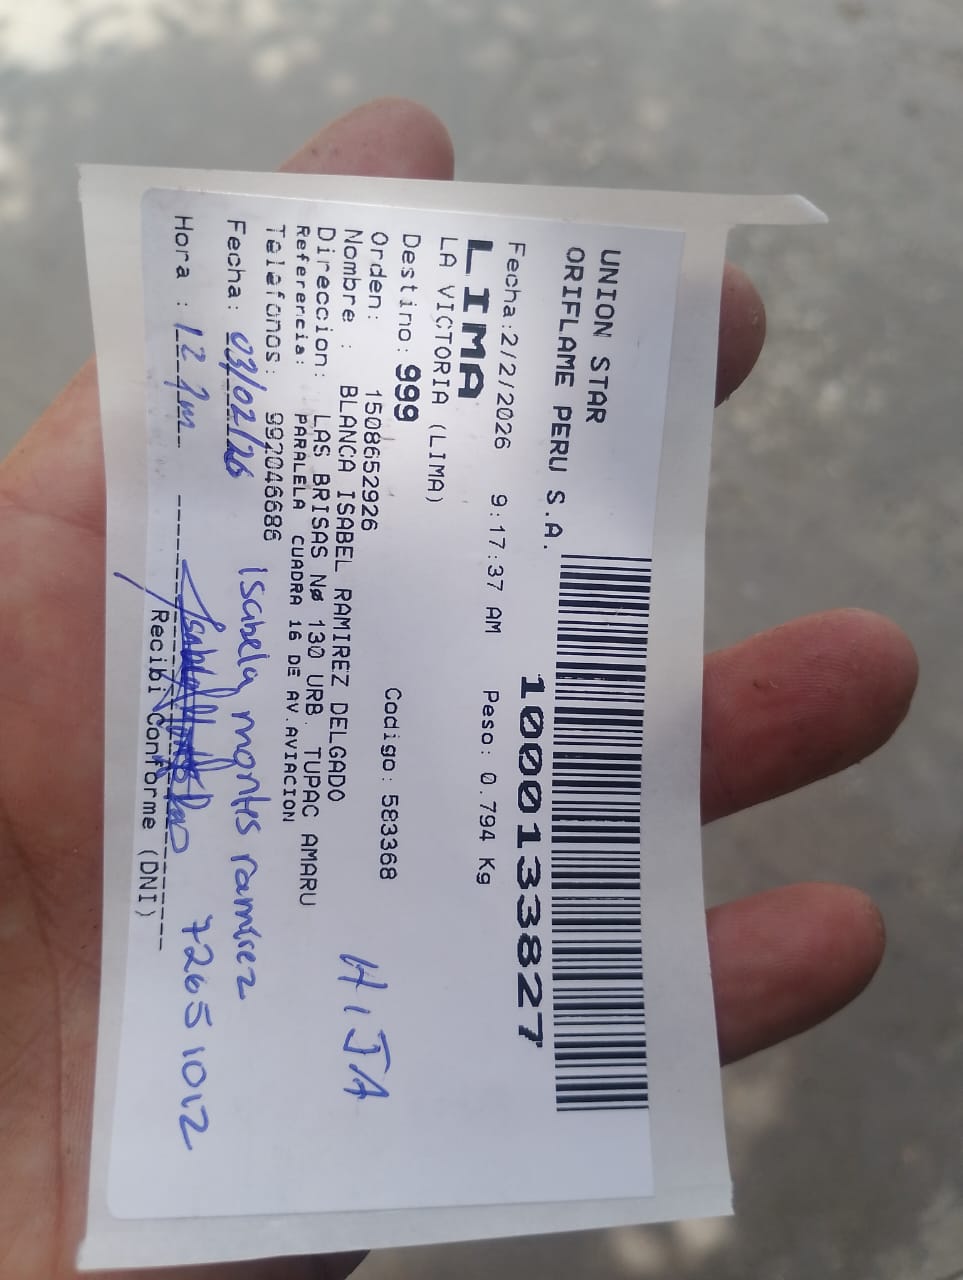 UNION STAR
ORIFLAME PERU S.A.
1000133827
Fecha:2/2/2026 9:17:37 AM Peso: 0.794 Kg
LIMA
LA VICTORIA (LIMA)
Destino: 999
Orden: 1508652926 Codigo: 583368
Nombre : BLANCA ISABEL RAMIREZ DELGADO
HIJA
Direccion: LAS BRISAS Nø 130 URB. TUPAC AMARU
Referencia: PARALELA CUADRA 16 DE AV.AVIACION
Telefonos: 992046686
Fecha: 03/02/26 Isabela montes ramirez
Hora : 12 1m 72651012
Recibi Conforme (DNI)